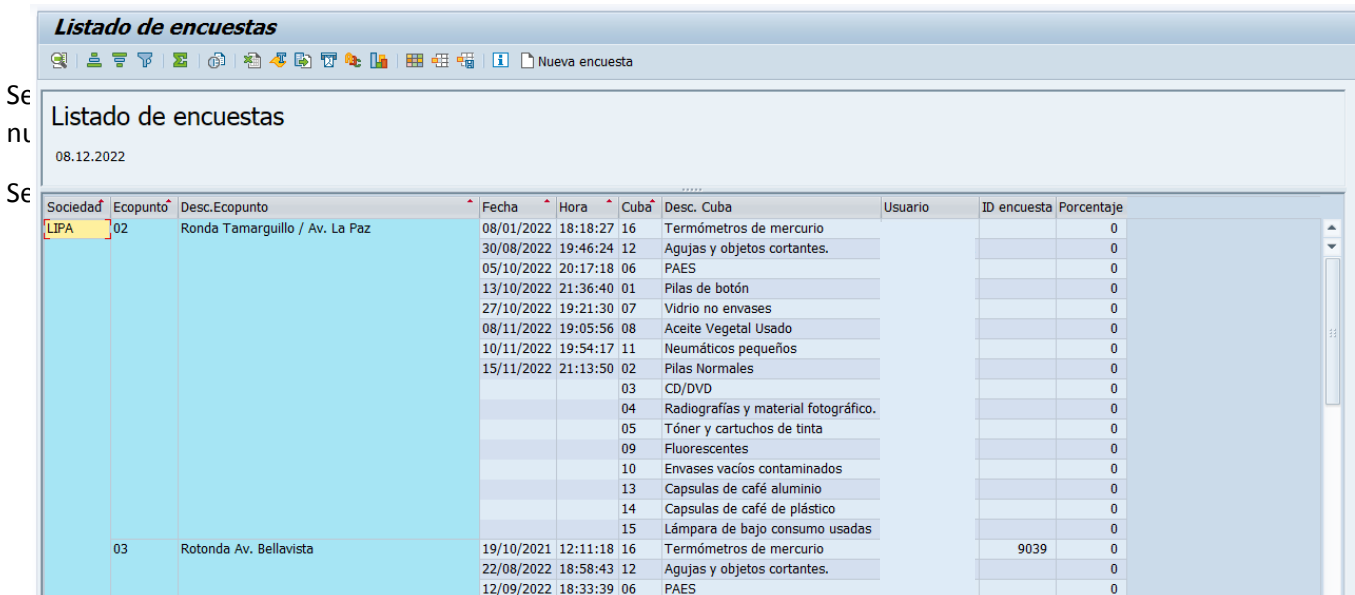 Listado de encuestas
Nueva encuesta
Se
Listado de encuestas
08.12.2022
Se
Sociedad Ecopunto Desc.Ecopunto Fecha Hora Cuba Desc. Cuba Usuario ID encuesta Porcentaje
LIPA 02 Ronda Tamarguillo / Av. La Paz 08/01/2022 18:18:27 16 Termómetros de mercurio 0
30/08/2022 19:46:24 12 Agujas y objetos cortantes. 0
05/10/2022 20:17:18 06 PAES 0
13/10/2022 21:36:40 01 Pilas de botón 0
27/10/2022 19:21:30 07 Vidrio no envases 0
08/11/2022 19:05:56 08 Aceite Vegetal Usado 0
10/11/2022 19:54:17 11 Neumáticos pequeños 0
15/11/2022 21:13:50 02 Pilas Normales 0
03 CD/DVD 0
04 Radiografías y material fotográfico. 0
05 Tóner y cartuchos de tinta 0
09 Fluorescentes 0
10 Envases vacíos contaminados 0
13 Capsulas de café aluminio 0
14 Capsulas de café de plástico 0
15 Lámpara de bajo consumo usadas 0
03 Rotonda Av. Bellavista 19/10/2021 12:11:18 16 Termómetros de mercurio 9039 0
22/08/2022 18:58:43 12 Agujas y objetos cortantes. 0
12/09/2022 18:33:39 06 PAES 0